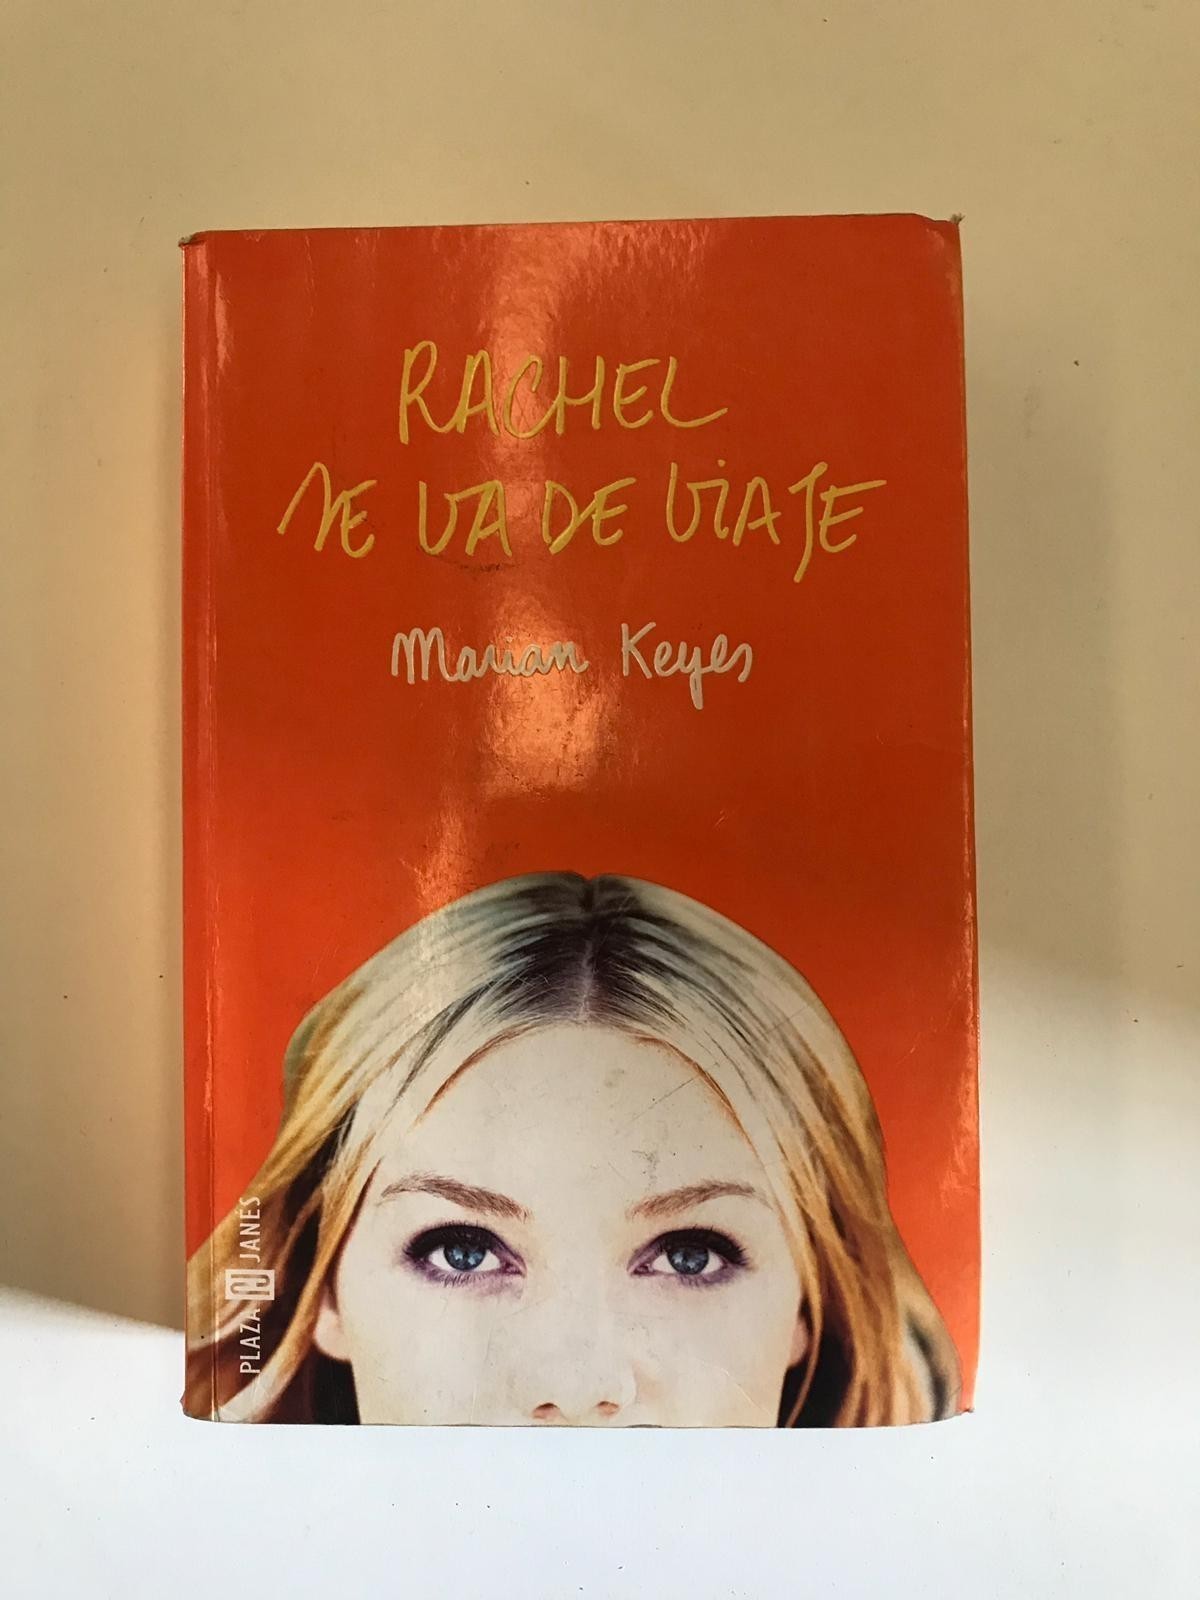 RACHEL
SE VA DE VIAJE
Marian Keyes
PLAZA JANÉS